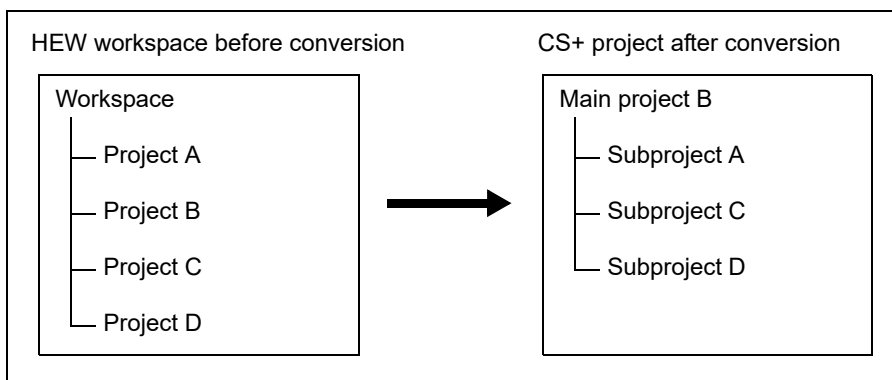 HEW workspace before conversion
CS+ project after conversion
Workspace
Project A
Project B
Project C
Project D
Main project B
Subproject A
Subproject C
Subproject D